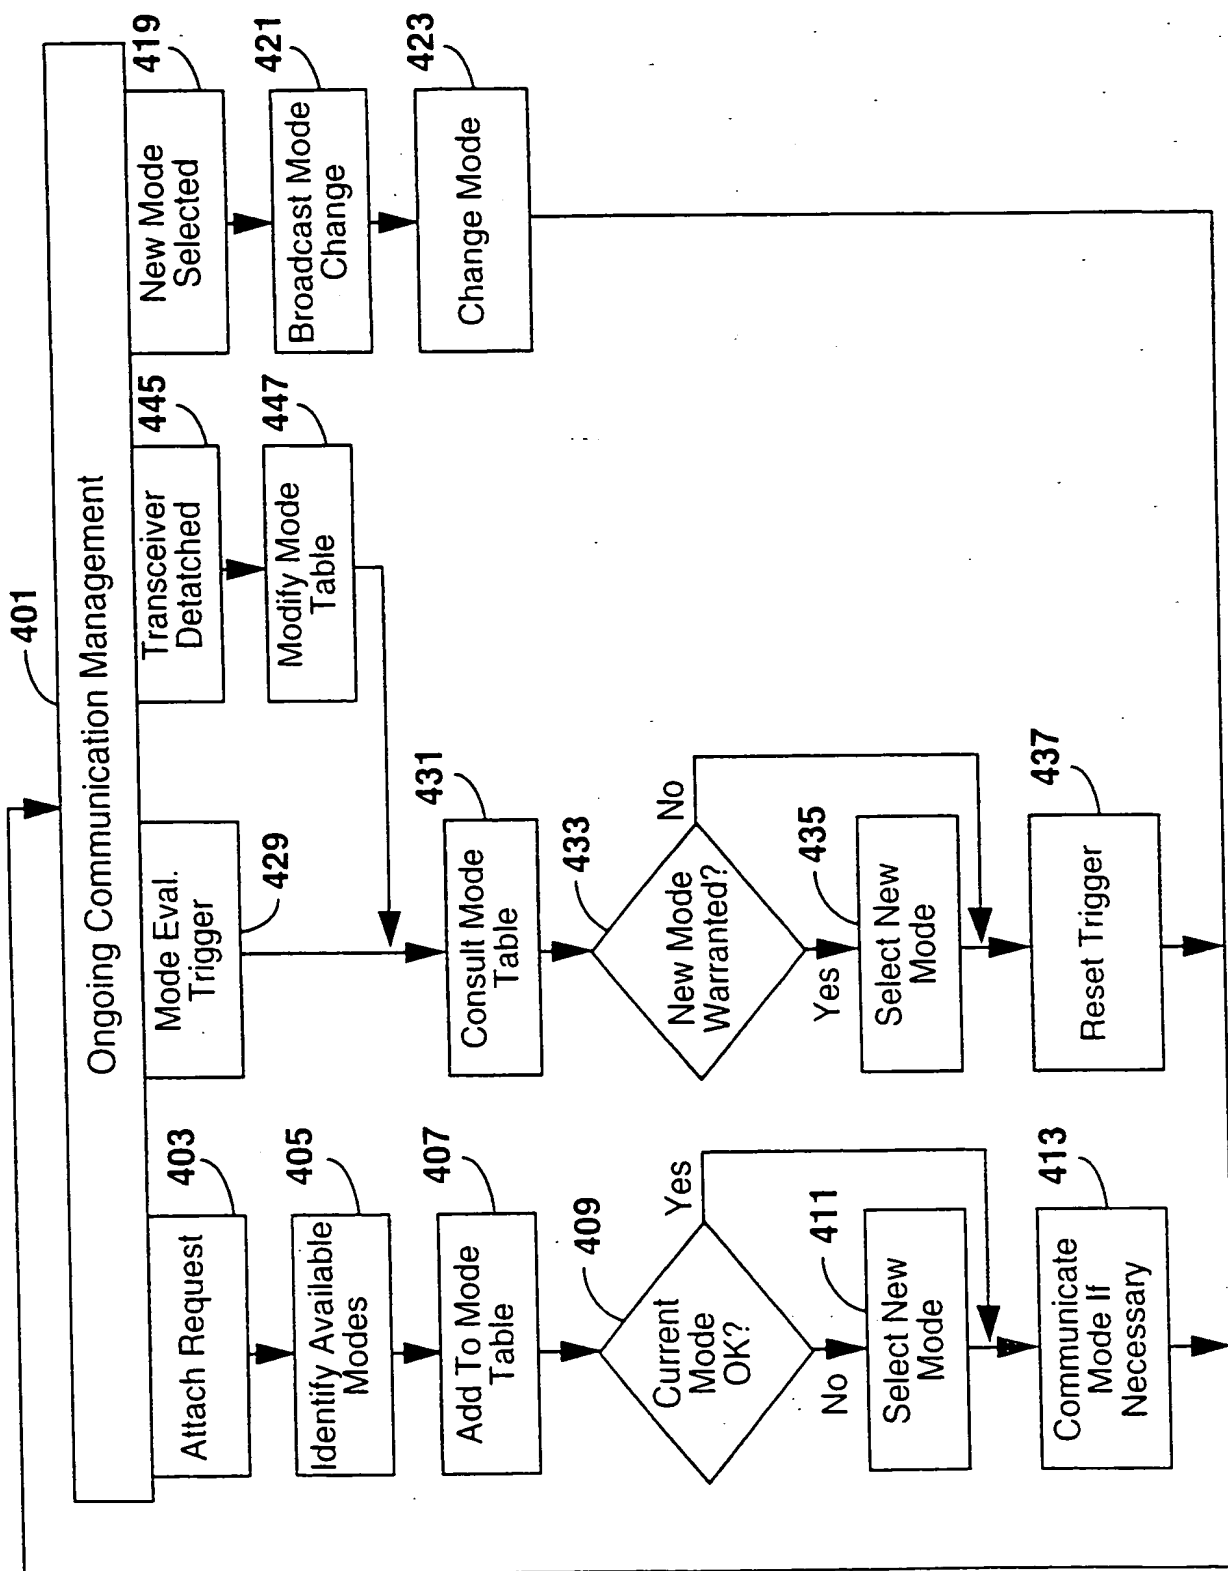 401
Ongoing Communication Management
Attach Request
403
Identify Available
Modes
405
Add To Mode
Table
407
Current
Mode
OK?
409
Yes
No
Select New
Mode
411
Communicate
Mode If
Necessary
413
Mode Eval.
Trigger
429
Consult Mode
Table
431
New Mode
Warranted?
433
No
Yes
Select New
Mode
435
Reset Trigger
437
Transceiver
Detatched
445
Modify Mode
Table
447
New Mode
Selected
419
Broadcast Mode
Change
421
Change Mode
423